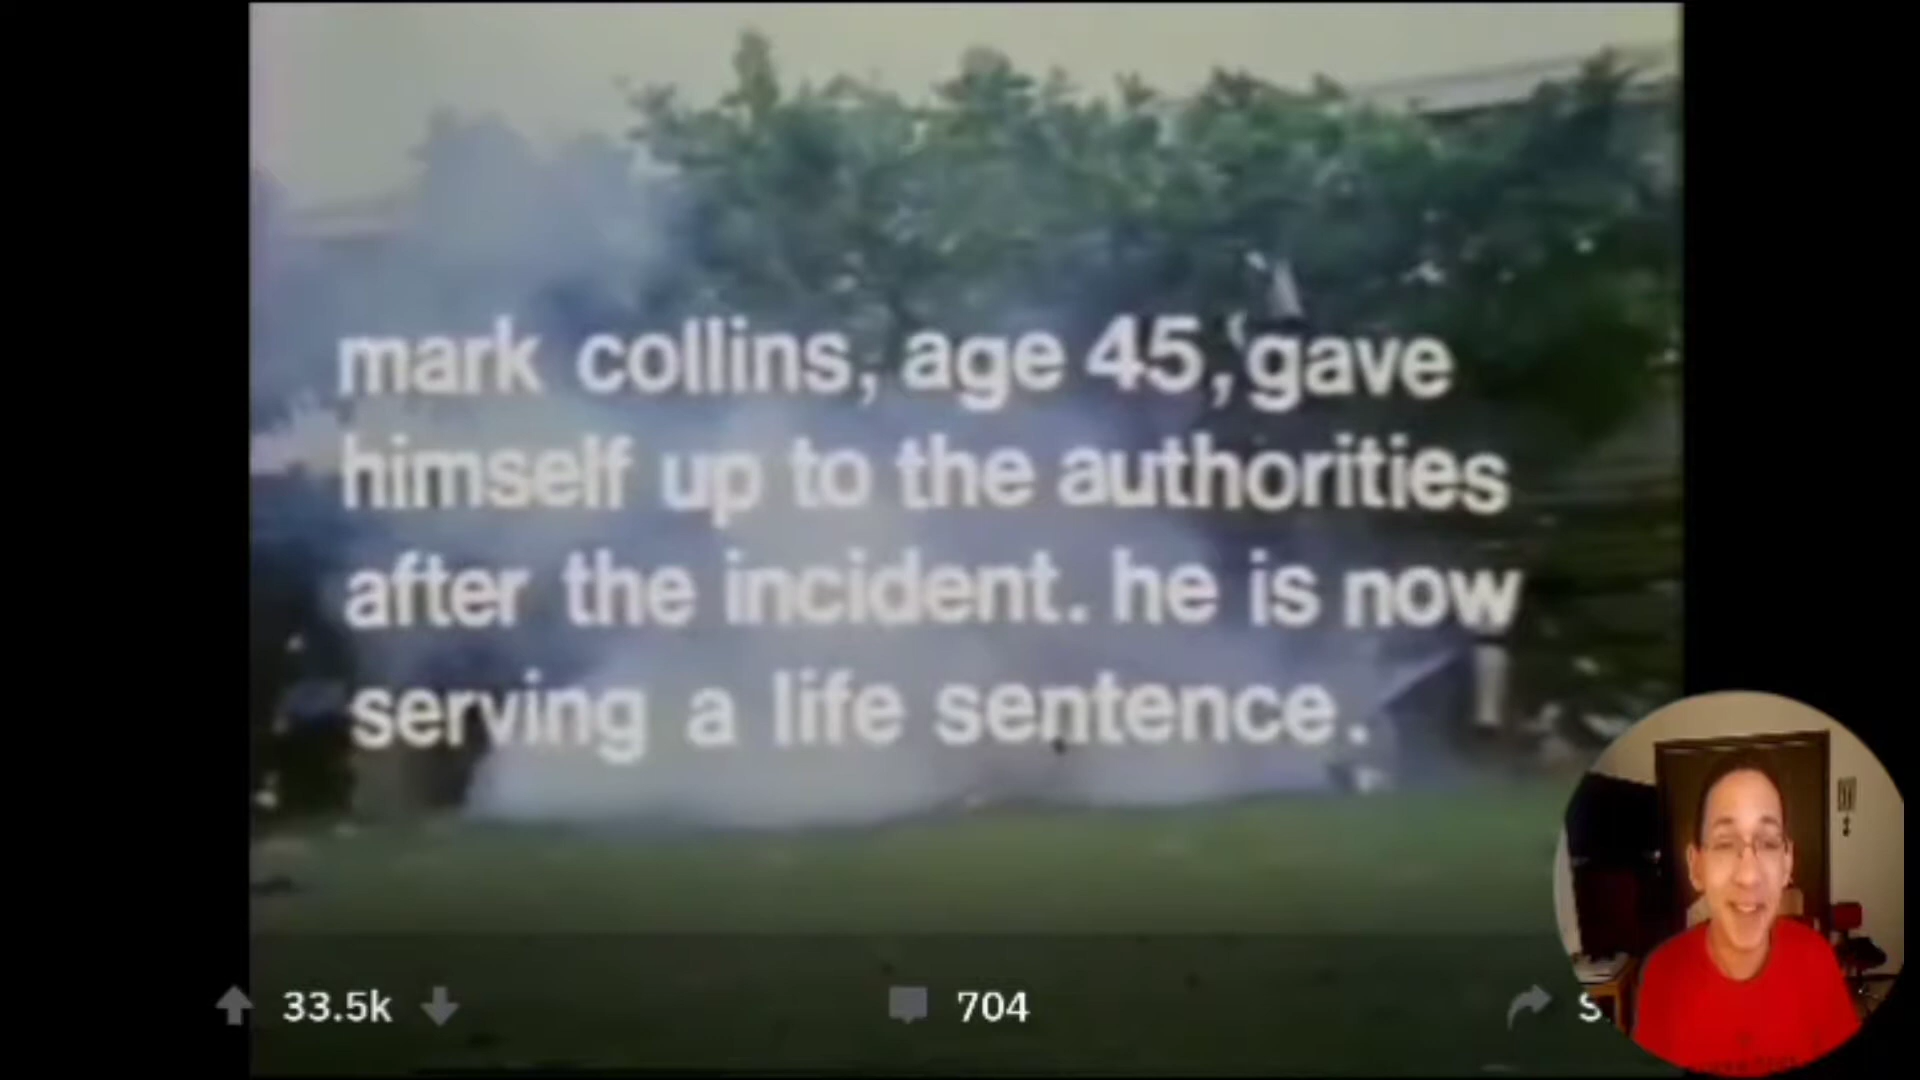 mark collins, age 45, gave
himself up to the authorities
after the incident. he is now
serving a life sentence.
33.5k
704